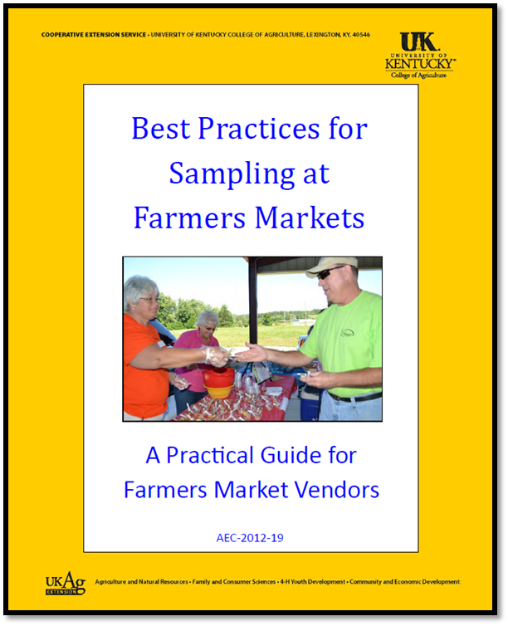 COOPERATIVE EXTENSION SERVICE • UNIVERSITY OF KENTUCKY COLLEGE OF AGRICULTURE, LEXINGTON, KY, 40546
UK
UNIVERSITY OF
KENTUCKY
College of Agriculture
Best Practices for
Sampling at
Farmers Markets
A Practical Guide for
Farmers Market Vendors
AEC-2012-19
UKAg
EXTENSION
Agriculture and Natural Resources • Family and Consumer Sciences • 4-H Youth Development • Community and Economic Development